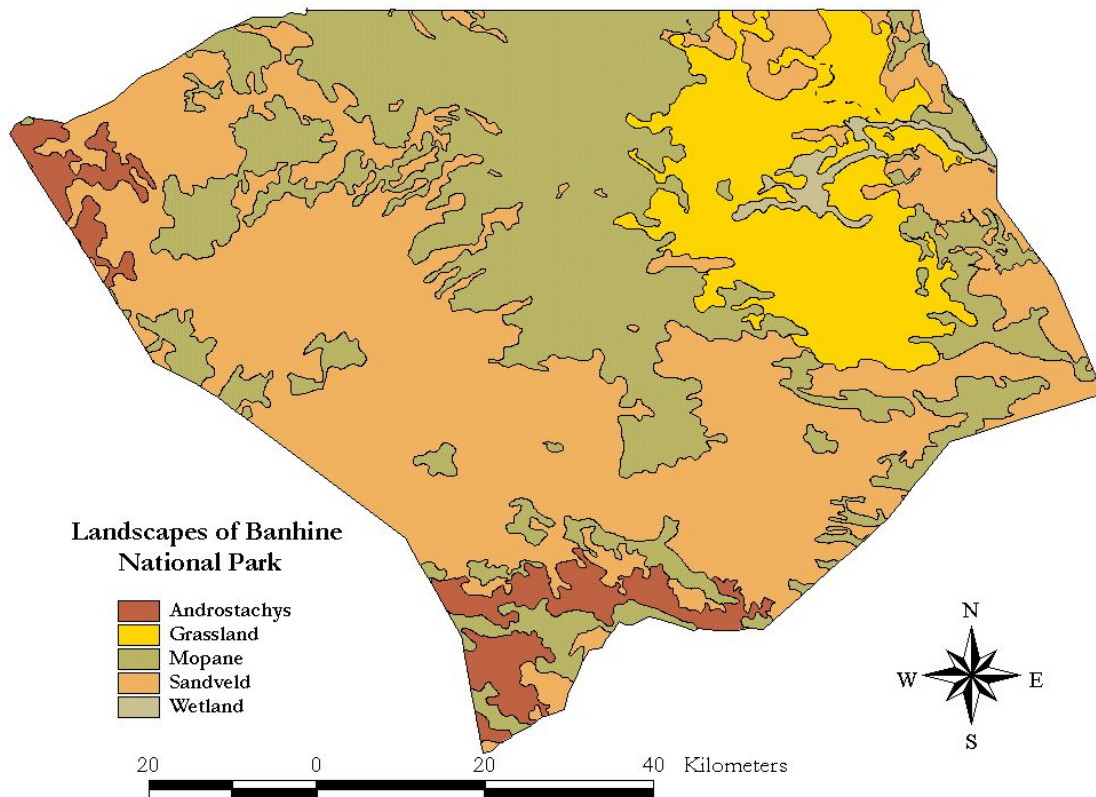 Landscapes of Banhine
National Park
Androstachys
Grassland
Mopane
Sandveld
Wetland
N
W E
S
20 0 20 40 Kilometers